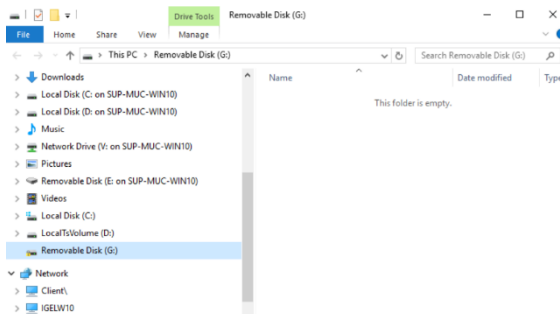 Drive Tools Removable Disk (G:)
File Home Share View Manage
This PC > Removable Disk (G:)
Search Removable Disk (G:)
Downloads
Local Disk (C: on SUP-MUC-WIN10)
Local Disk (D: on SUP-MUC-WIN10)
Music
Network Drive (V: on SUP-MUC-WIN10)
Pictures
Removable Disk (E: on SUP-MUC-WIN10)
Videos
Local Disk (C:)
LocalTsVolume (D:)
Removable Disk (G:)
Network
Client\
IGELW10
Name Date modified Type
This folder is empty.